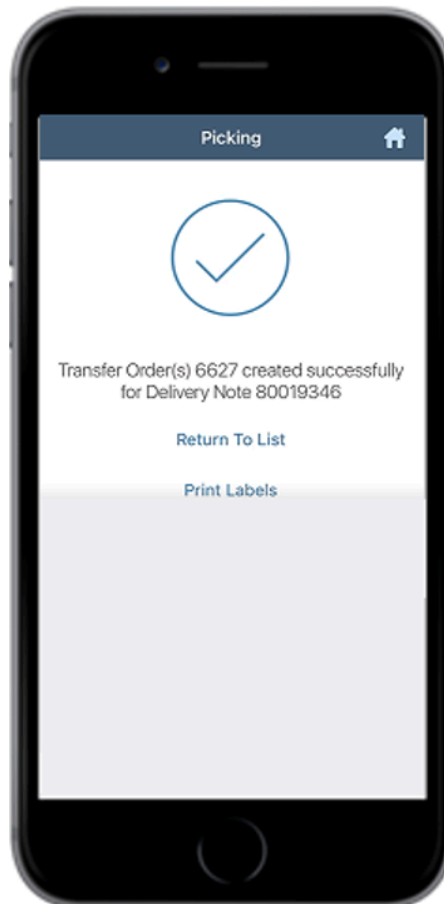 Picking
Transfer Order(s) 6627 created successfully
for Delivery Note 80019346
Return To List
Print Labels